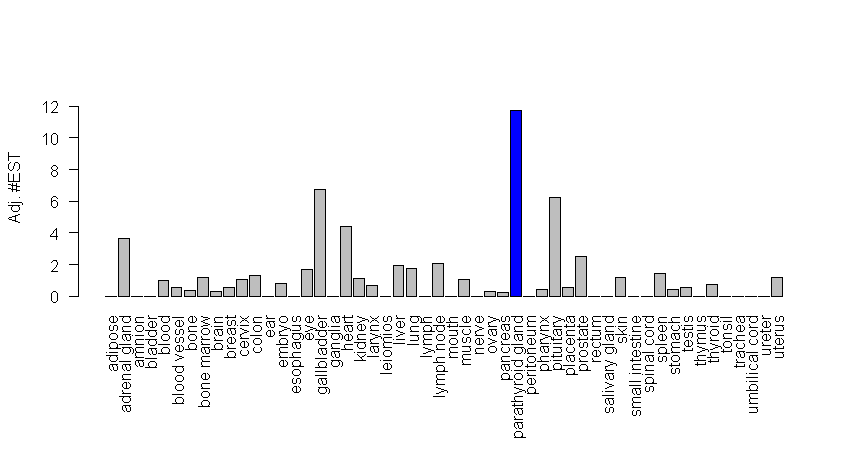 Adj. #EST
12
10
8
6
4
2
0
adipose
adrenal gland
amnion
bladder
blood
blood vessel
bone
bone marrow
brain
breast
cervix
colon
ear
embryo
esophagus
eye
gallbladder
ganglia
heart
kidney
larynx
leiomios
liver
lung
lymph
lymph node
mouth
muscle
nerve
ovary
pancreas
parathyroid gland
peritoneum
pharynx
pituitary
placenta
prostate
rectum
salivary gland
skin
small intestine
spinal cord
spleen
stomach
testis
thymus
thyroid
tonsil
trachea
umbilical cord
ureter
uterus